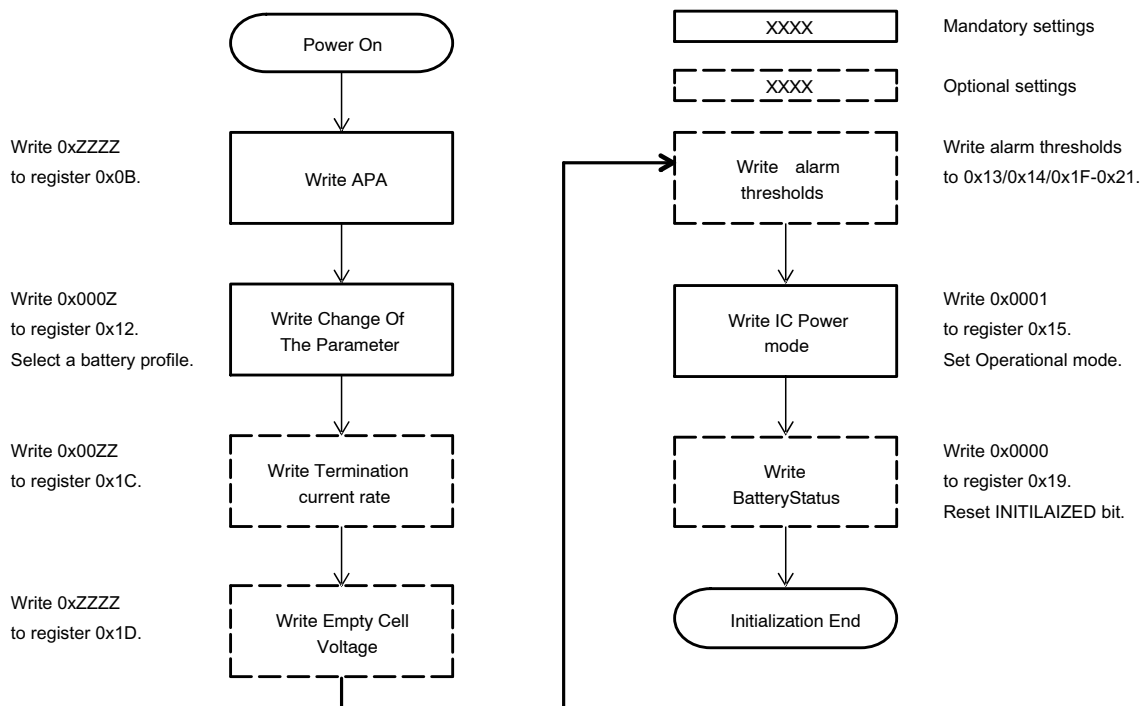 Power On
Write 0xZZZZ
to register 0x0B.
Write APA
Write 0x000Z
to register 0x12.
Select a battery profile.
Write Change Of
The Parameter
Write 0x00ZZ
to register 0x1C.
Write Termination
current rate
Write 0xZZZZ
to register 0x1D.
Write Empty Cell
Voltage
XXXX
Mandatory settings
XXXX
Optional settings
Write alarm
thresholds
Write alarm thresholds
to 0x13/0x14/0x1F-0x21.
Write IC Power
mode
Write 0x0001
to register 0x15.
Set Operational mode.
Write
BatteryStatus
Write 0x0000
to register 0x19.
Reset INITILAIZED bit.
Initialization End